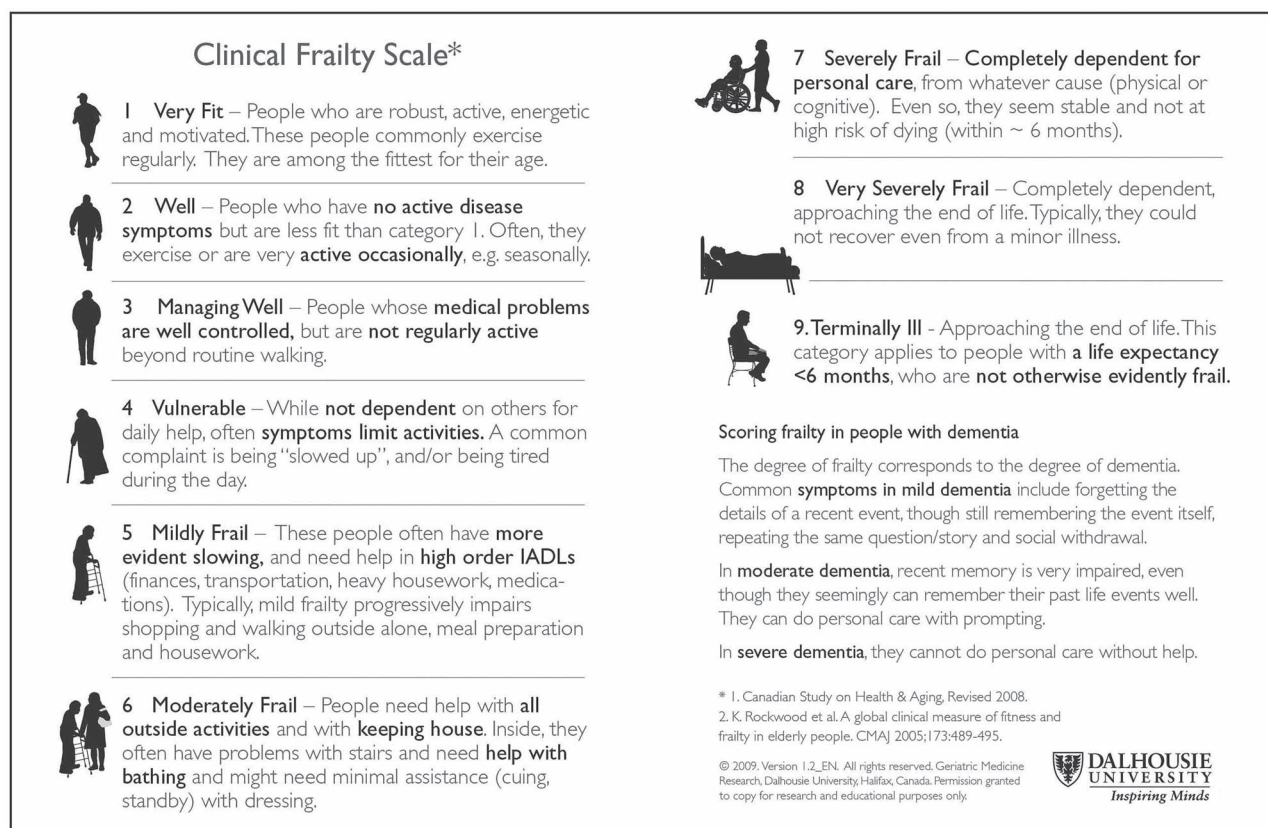 Clinical Frailty Scale*
1 Very Fit – People who are robust, active, energetic
and motivated. These people commonly exercise
regularly. They are among the fittest for their age.
2 Well – People who have no active disease
symptoms but are less fit than category 1. Often, they
exercise or are very active occasionally, e.g. seasonally.
3 Managing Well – People whose medical problems
are well controlled, but are not regularly active
beyond routine walking.
4 Vulnerable – While not dependent on others for
daily help, often symptoms limit activities. A common
complaint is being “slowed up”, and/or being tired
during the day.
5 Mildly Frail – These people often have more
evident slowing, and need help in high order IADLs
(finances, transportation, heavy housework, medica-
tions). Typically, mild frailty progressively impairs
shopping and walking outside alone, meal preparation
and housework.
6 Moderately Frail – People need help with all
outside activities and with keeping house. Inside, they
often have problems with stairs and need help with
bathing and might need minimal assistance (cuing,
standby) with dressing.
7 Severely Frail – Completely dependent for
personal care, from whatever cause (physical or
cognitive). Even so, they seem stable and not at
high risk of dying (within ~ 6 months).
8 Very Severely Frail – Completely dependent,
approaching the end of life. Typically, they could
not recover even from a minor illness.
9. Terminally Ill - Approaching the end of life. This
category applies to people with a life expectancy
<6 months, who are not otherwise evidently frail.
Scoring frailty in people with dementia
The degree of frailty corresponds to the degree of dementia.
Common symptoms in mild dementia include forgetting the
details of a recent event, though still remembering the event itself,
repeating the same question/story and social withdrawal.
In moderate dementia, recent memory is very impaired, even
though they seemingly can remember their past life events well.
They can do personal care with prompting.
In severe dementia, they cannot do personal care without help.
* 1. Canadian Study on Health & Aging, Revised 2008.
2. K. Rockwood et al. A global clinical measure of fitness and
frailty in elderly people. CMAJ 2005;173:489-495.
© 2009. Version 1.2_EN. All rights reserved. Geriatric Medicine
Research, Dalhousie University, Halifax, Canada. Permission granted
to copy for research and educational purposes only.
DALHOUSIE
UNIVERSITY
Inspiring Minds